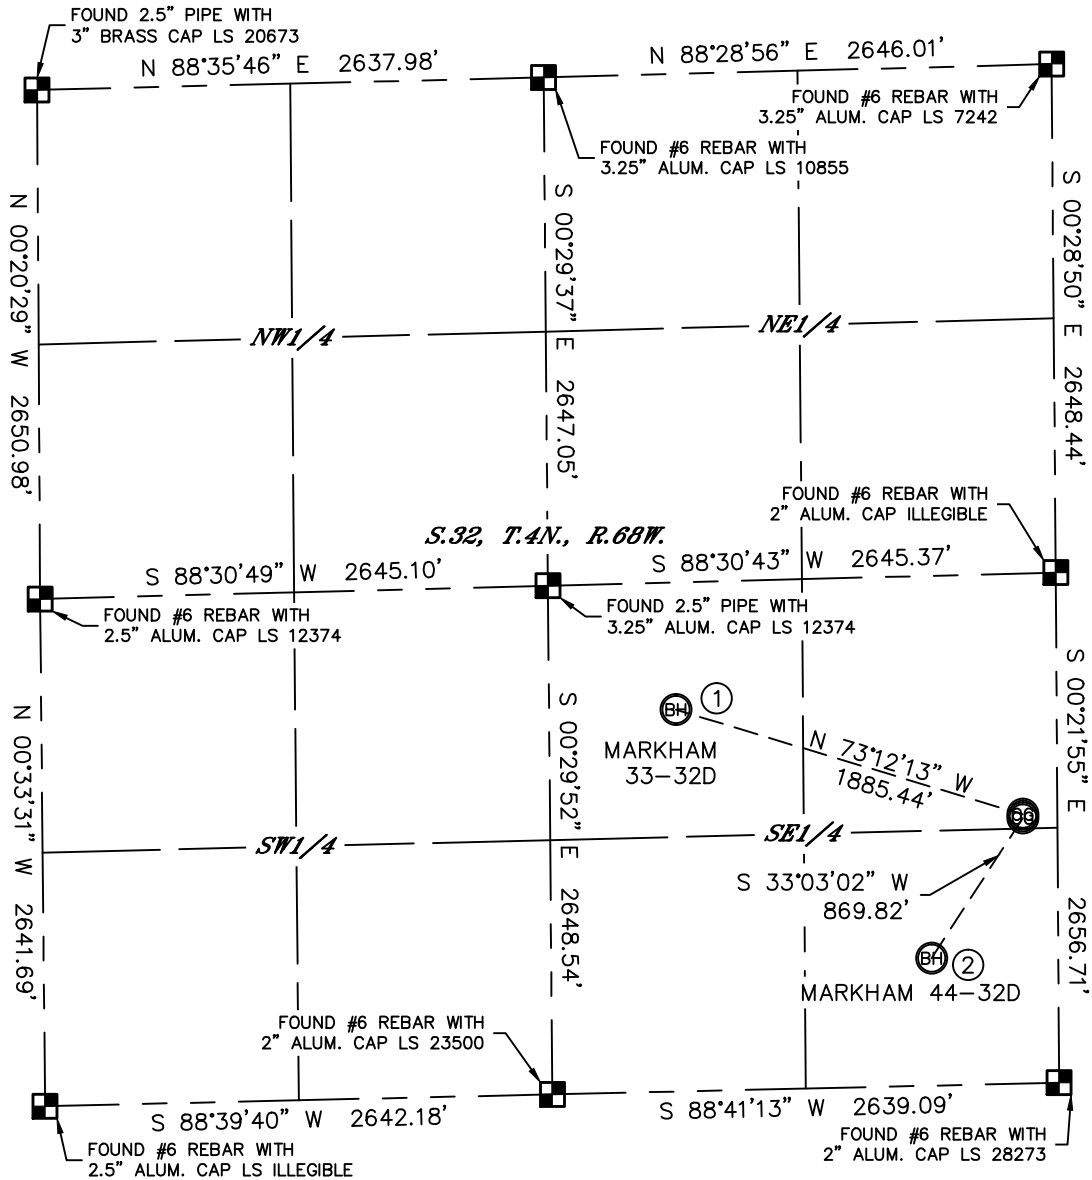 FOUND 2.5" PIPE WITH
3" BRASS CAP LS 20673
N 88°35'46" E 2637.98'
N 88°28'56" E 2646.01'
FOUND #6 REBAR WITH
3.25" ALUM. CAP LS 7242
FOUND #6 REBAR WITH
3.25" ALUM. CAP LS 10855
N 00°20'29" W 2650.98'
S 00°29'37" E 2647.05'
S 00°28'50" E 2648.44'
NW1/4
NE1/4
FOUND #6 REBAR WITH
2" ALUM. CAP ILLEGIBLE
S.32, T.4N., R.68W.
S 88°30'49" W 2645.10'
S 88°30'43" W 2645.37'
FOUND #6 REBAR WITH
2.5" ALUM. CAP LS 12374
FOUND 2.5" PIPE WITH
3.25" ALUM. CAP LS 12374
N 00°33'31" W 2641.69'
S 00°29'52" E 2648.54'
S 00°21'55" E 2656.71'
BH
1
MARKHAM
33-32D
N 73°12'13" W
1885.44'
SW1/4
SE1/4
S 33°03'02" W
869.82'
BH
2
MARKHAM 44-32D
FOUND #6 REBAR WITH
2" ALUM. CAP LS 23500
S 88°39'40" W 2642.18'
S 88°41'13" W 2639.09'
FOUND #6 REBAR WITH
2.5" ALUM. CAP LS ILLEGIBLE
FOUND #6 REBAR WITH
2" ALUM. CAP LS 28273